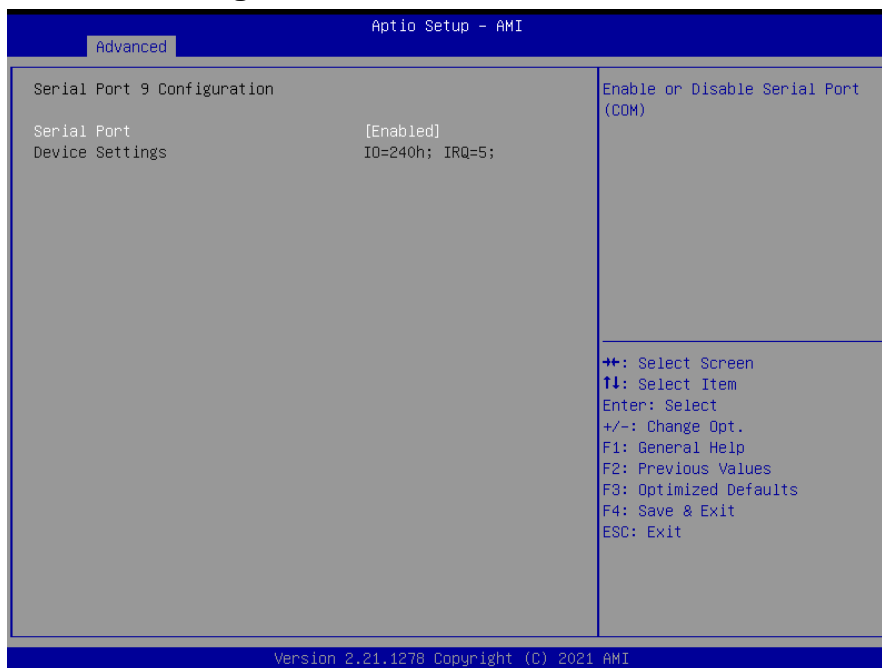 Aptio Setup – AMI
Advanced
Serial Port 9 Configuration
Serial Port [Enabled]
Device Settings IO=240h; IRQ=5;
Enable or Disable Serial Port
(COM)
→←: Select Screen
↑↓: Select Item
Enter: Select
+/-: Change Opt.
F1: General Help
F2: Previous Values
F3: Optimized Defaults
F4: Save & Exit
ESC: Exit
Version 2.21.1278 Copyright (C) 2021 AMI